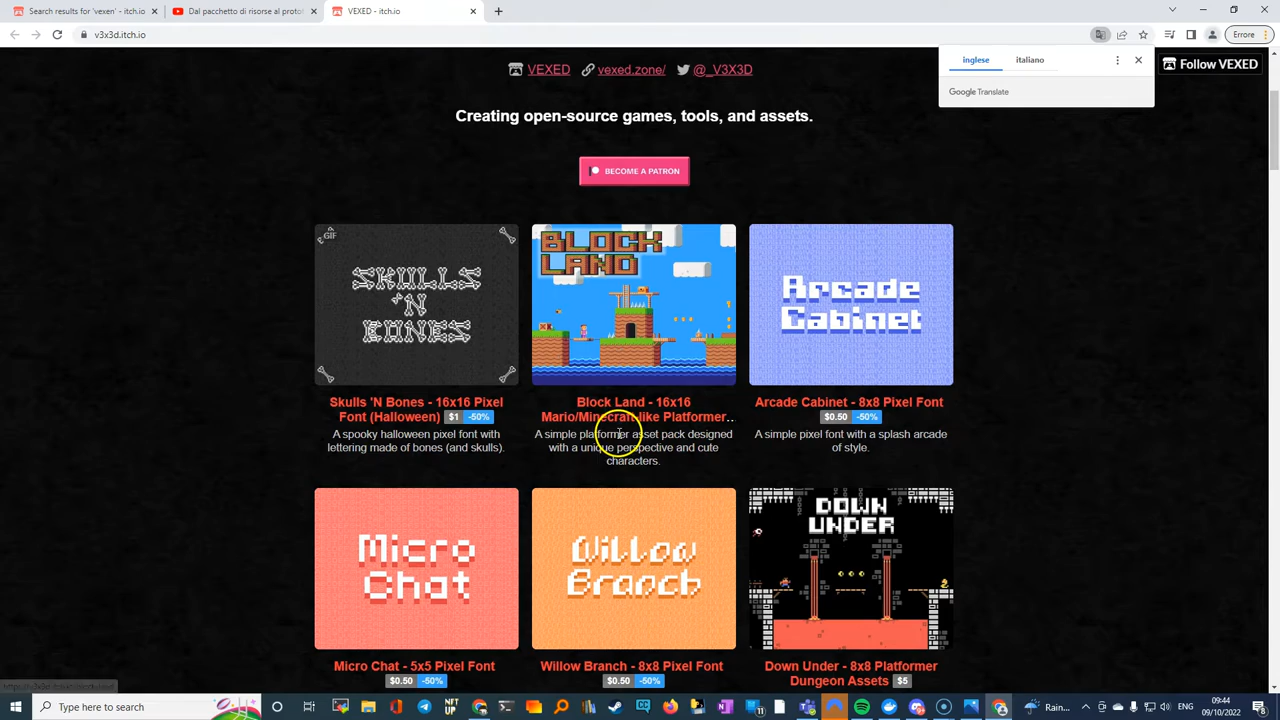 Search results for 'vexen' - itch.io
Dal pacchetto di risorse al proto
VEXED - itch.io
v3x3d.itch.io
Errore
inglese italiano
Google Translate
Follow VEXED
VEXED vexed.zone/ @_V3X3D
Creating open-source games, tools, and assets.
BECOME A PATRON
GIF
SKULLS
'N
BONES
BLOCK
LAND
Arcade
Cabinet
Skulls 'N Bones - 16x16 Pixel
Font (Halloween) $1 -50%
A spooky halloween pixel font with
lettering made of bones (and skulls).
Block Land - 16x16
Mario/Minecraft-like Platformer...
A simple platformer asset pack designed
with a unique perspective and cute
characters.
Arcade Cabinet - 8x8 Pixel Font
$0.50 -50%
A simple pixel font with a splash arcade
of style.
Micro
Chat
Willow
Branch
DOWN
UNDER
Micro Chat - 5x5 Pixel Font
$0.50 -50%
Willow Branch - 8x8 Pixel Font
$0.50 -50%
Down Under - 8x8 Platformer
Dungeon Assets $5
Type here to search
NFT
UP
Rain...
09:44
09/10/2022